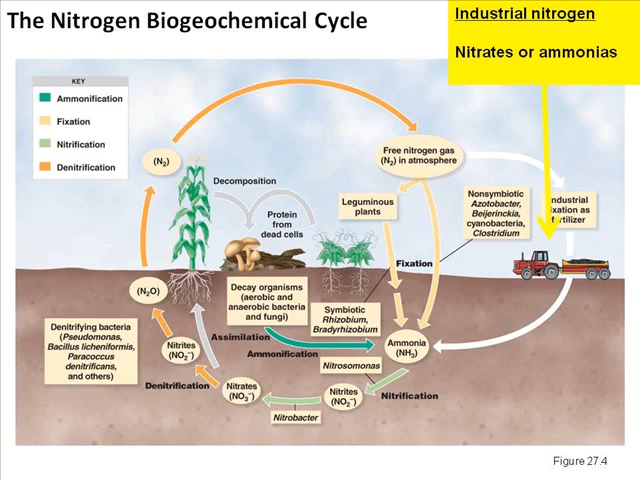 The Nitrogen Biogeochemical Cycle
Industrial nitrogen
Nitrates or ammonias
KEY
Ammonification
Fixation
Nitrification
Denitrification
(N₂)
Free nitrogen gas
(N₂) in atmosphere
Decomposition
Protein
from
dead cells
Leguminous
plants
Nonsymbiotic
Azotobacter,
Beijerinckia,
cyanobacteria,
Clostridium
fertilizer
Fixation
(N₂O)
Decay organisms
(aerobic and
anaerobic bacteria
and fungi)
Symbiotic
Rhizobium,
Bradyrhizobium
Denitrifying bacteria
(Pseudomonas,
Bacillus licheniformis,
Paracoccus
denitrificans,
and others)
Nitrites
(NO₂⁻)
Assimilation
Ammonification
Ammonia
(NH₃)
Nitrosomonas
Denitrification
Nitrates
(NO₃⁻)
Nitrobacter
Nitrites
(NO₂⁻)
Nitrification
Figure 27.4